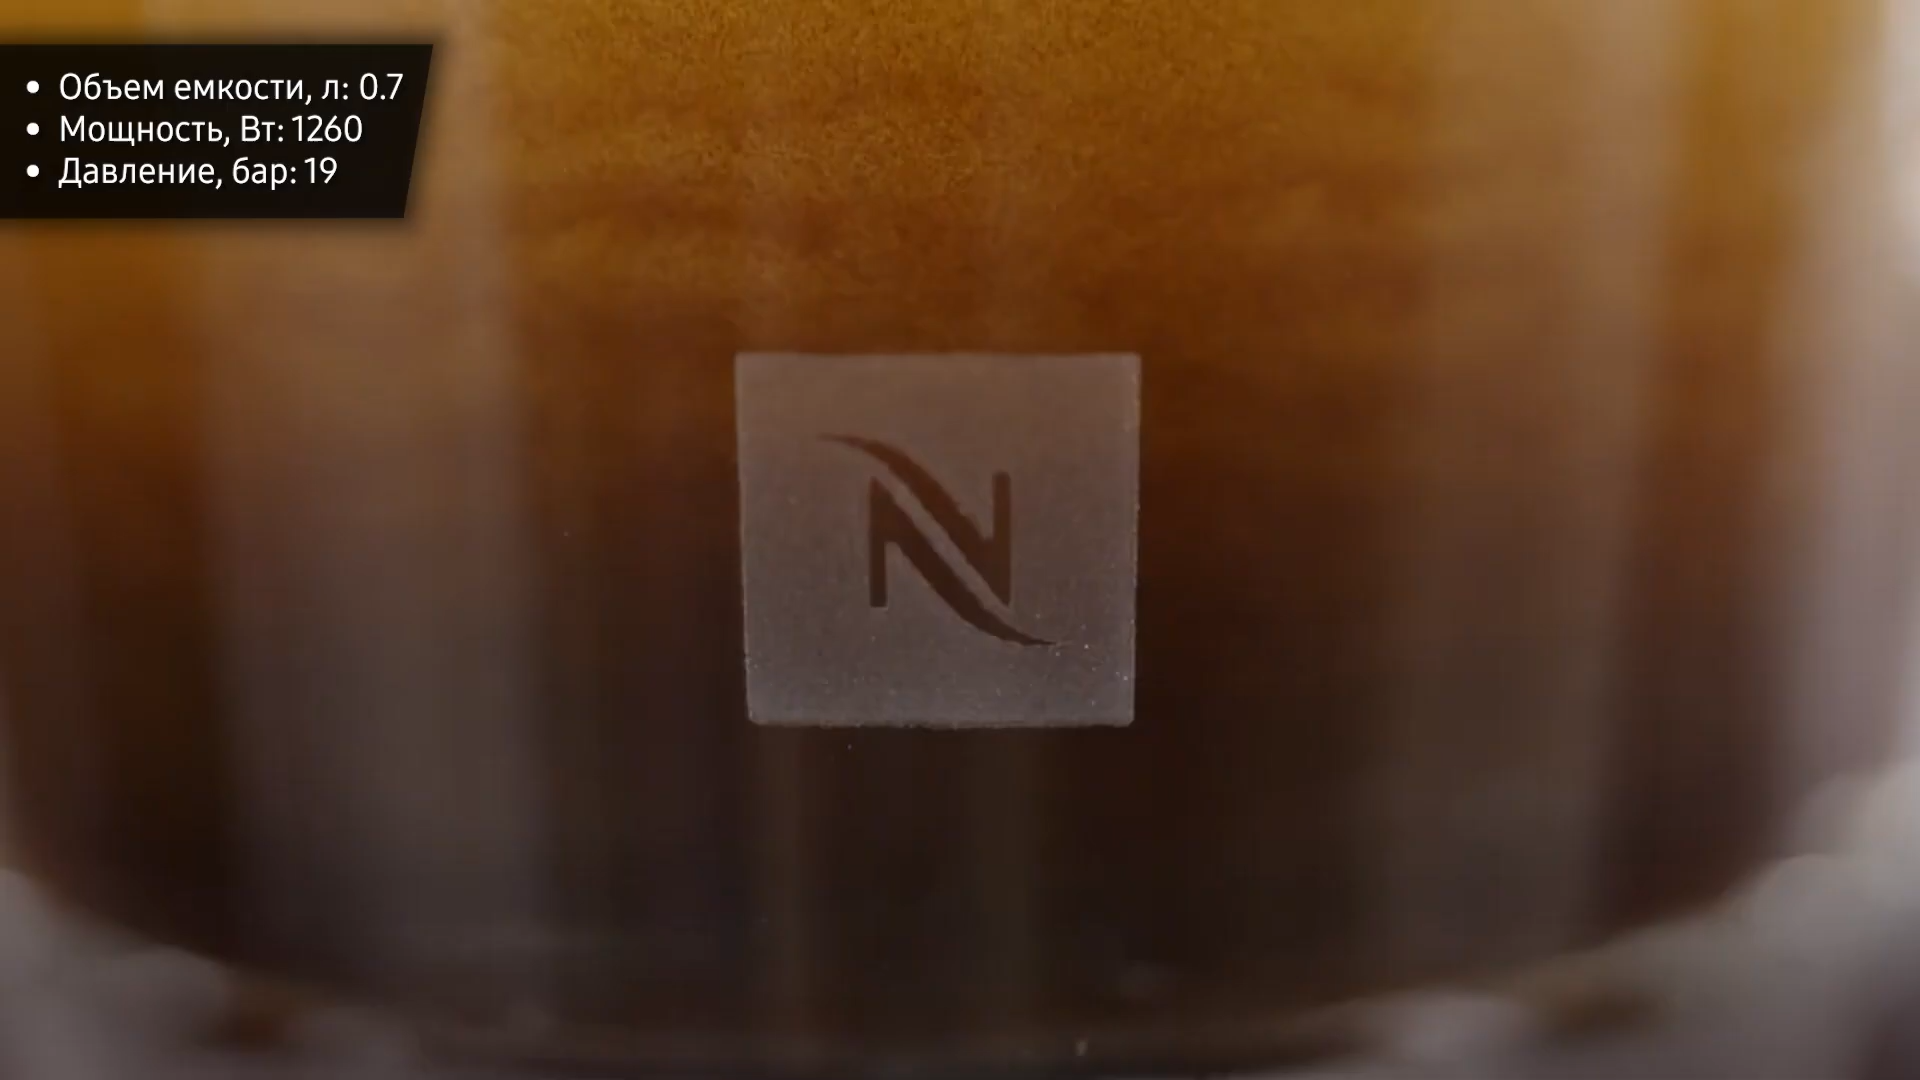 • Объем емкости, л: 0.7
• Мощность, Вт: 1260
• Давление, бар: 19
N